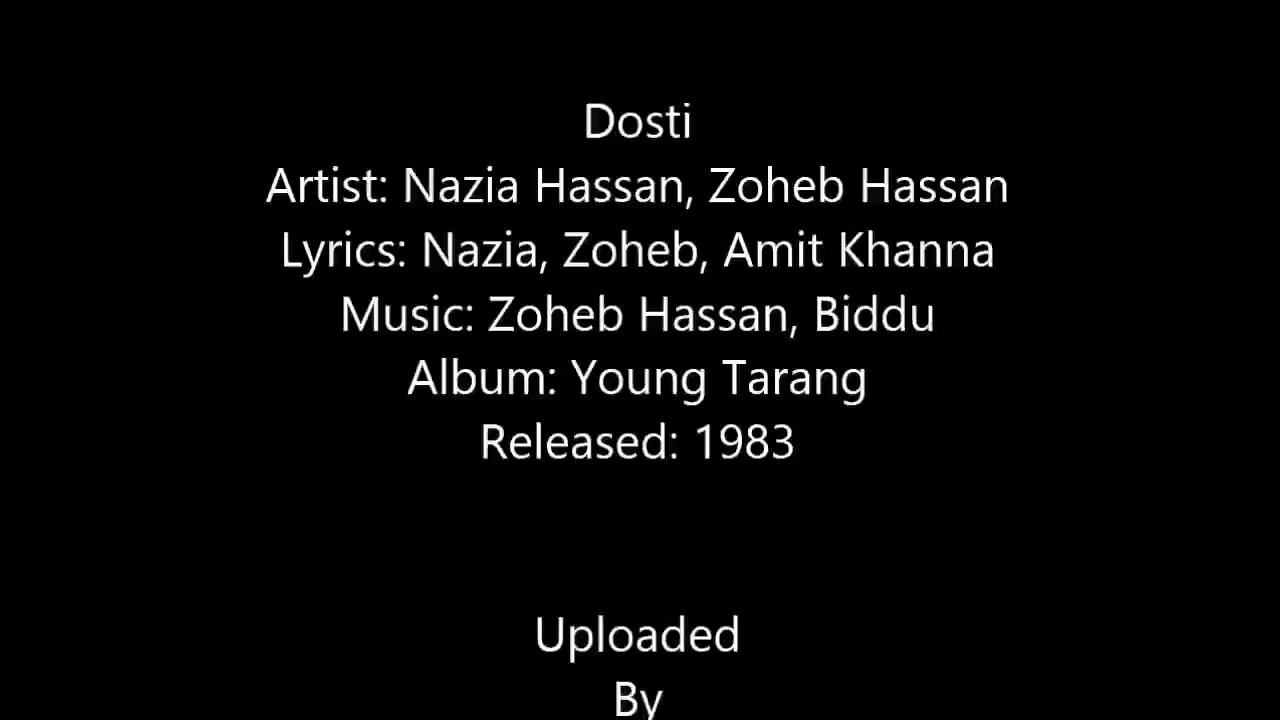 Dosti
Artist: Nazia Hassan, Zoheb Hassan
Lyrics: Nazia, Zoheb, Amit Khanna
Music: Zoheb Hassan, Biddu
Album: Young Tarang
Released: 1983
Uploaded
By